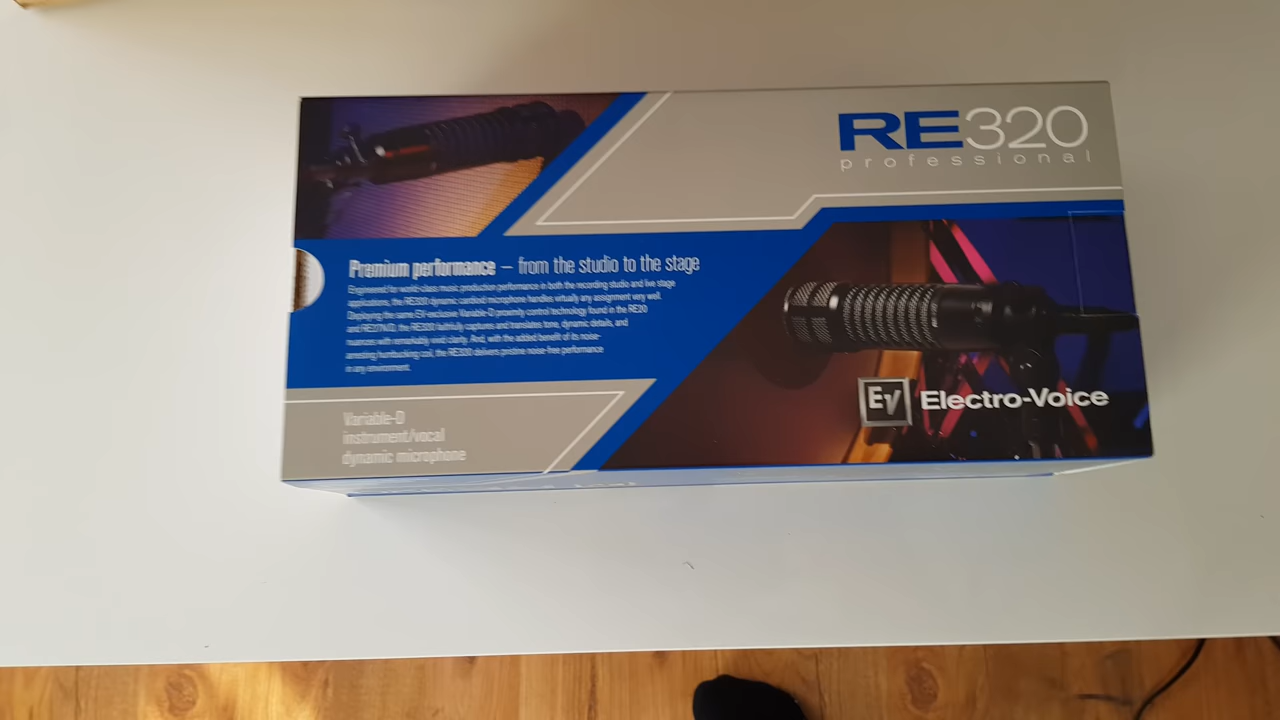 RE320
professional
Premium performance – from the studio to the stage
Engineered for world-class music production performance in both the recording studio and live stage
applications, the RE320 dynamic cardioid microphone handles virtually any assignment very well.
Deploying the same EV-exclusive Variable-D proximity control technology found in the RE20
and RE27N/D, the RE320 faithfully captures and translates tone, dynamic details, and
nuances with remarkably vivid clarity. And, with the added benefit of its noise-
arresting humbucking coil, the RE320 delivers pristine noise-free performance
in any environment.
EV Electro-Voice
Variable-D
instrument/vocal
dynamic microphone